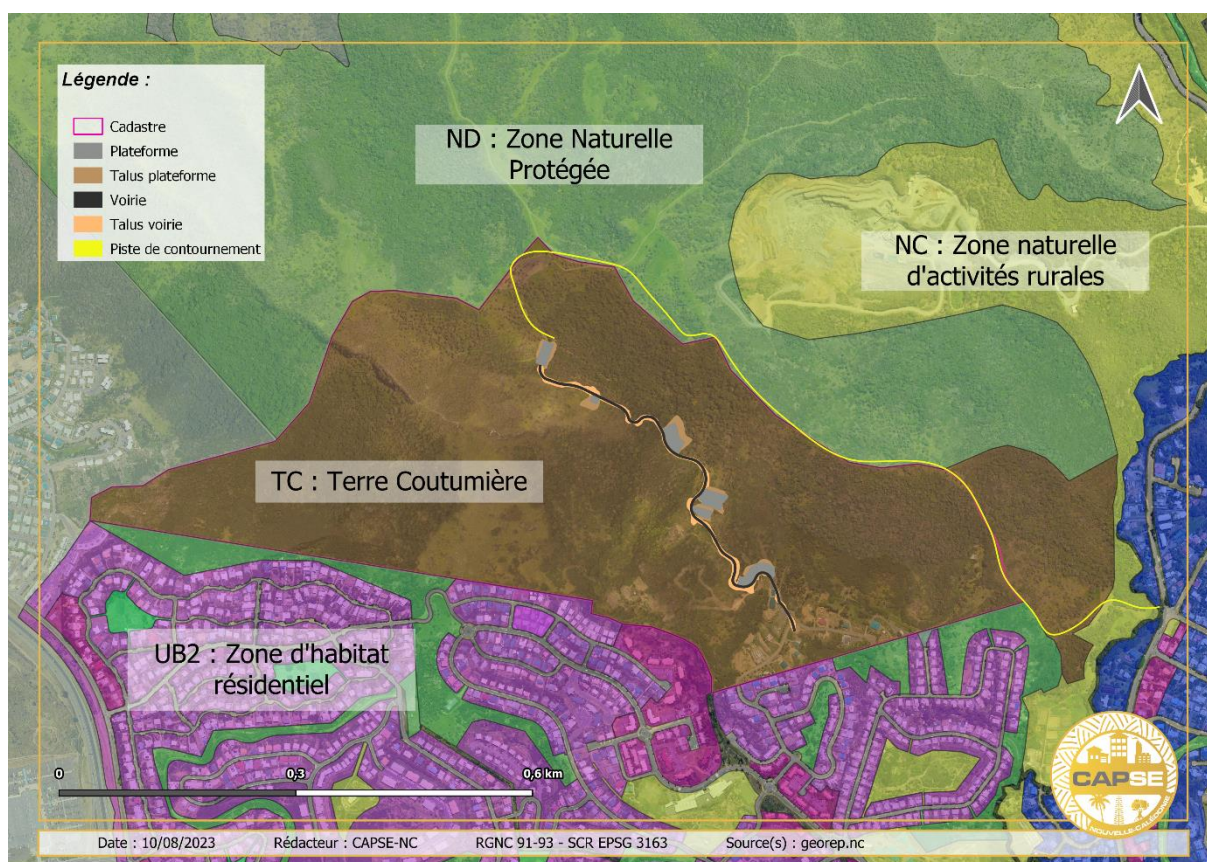 Légende :
Cadastre
Plateforme
Talus plateforme
Voirie
Talus voirie
Piste de contournement
ND : Zone Naturelle
Protégée
NC : Zone naturelle
d'activités rurales
TC : Terre Coutumière
UB2 : Zone d'habitat
résidentiel
0
0,3
0,6 km
CAPSE
NOUVELLE-CALÉDONIE
Date : 10/08/2023 Rédacteur : CAPSE-NC RGNC 91-93 - SCR EPSG 3163 Source(s) : georep.nc